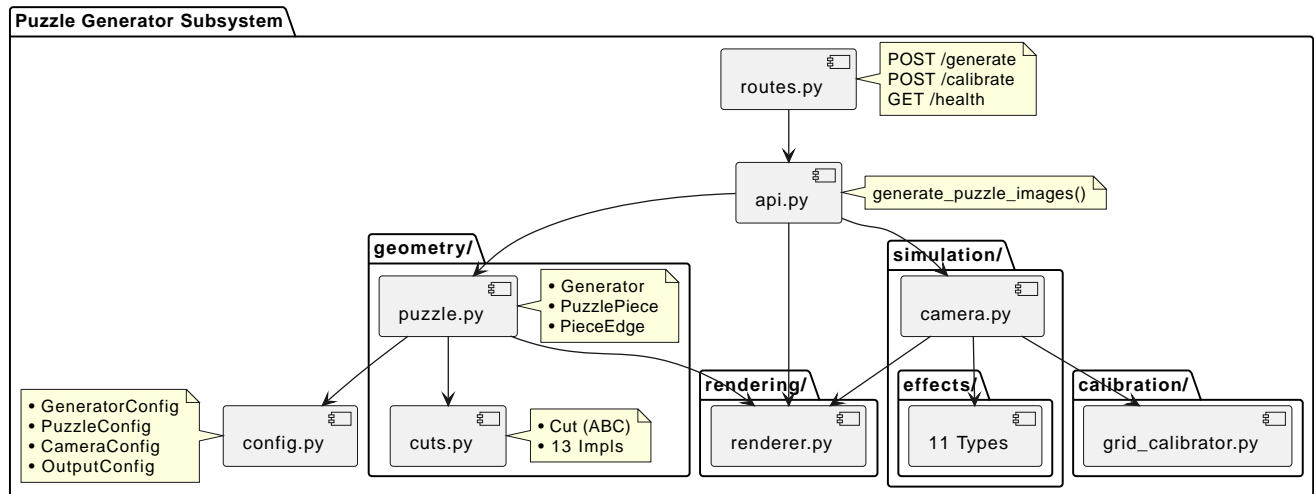 Puzzle Generator Subsystem
routes.py
POST /generate
POST /calibrate
GET /health
api.py
generate_puzzle_images()
geometry/
puzzle.py
• Generator
• PuzzlePiece
• PieceEdge
simulation/
camera.py
• GeneratorConfig
• PuzzleConfig
• CameraConfig
• OutputConfig
config.py
cuts.py
• Cut (ABC)
• 13 Impls
rendering/
renderer.py
effects/
11 Types
calibration/
grid_calibrator.py